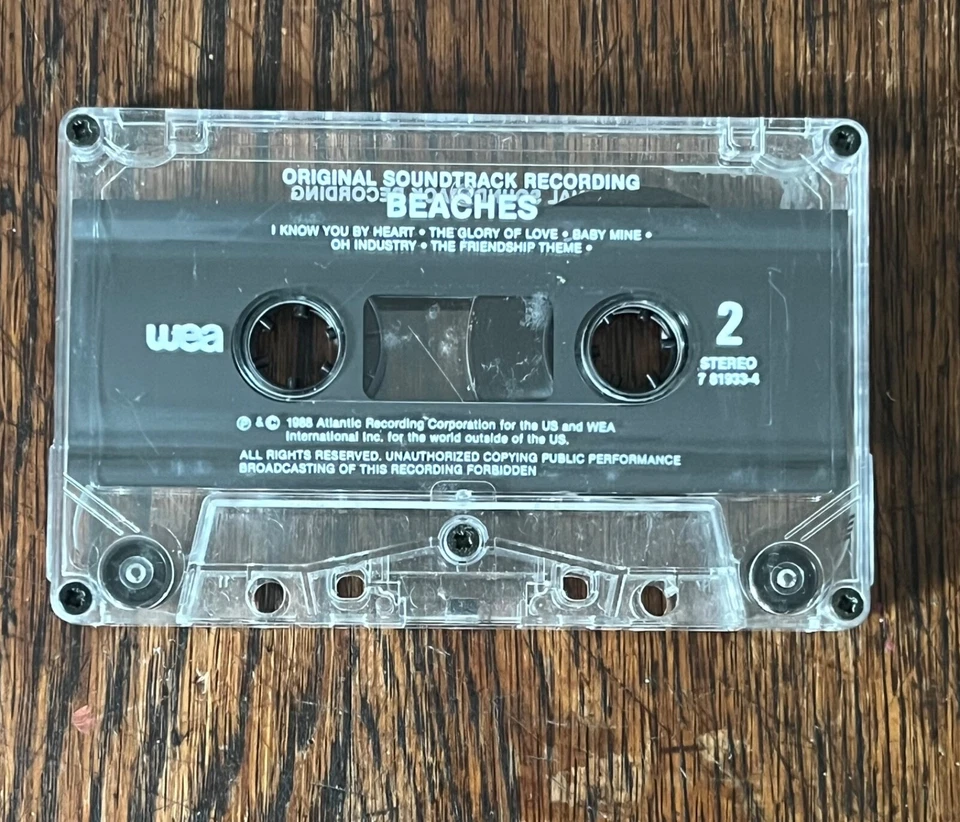 ORIGINAL SOUNDTRACK RECORDING
BEACHES
I KNOW YOU BY HEART • THE GLORY OF LOVE • BABY MINE •
OH INDUSTRY • THE FRIENDSHIP THEME •
wea
2
STEREO
7 81933-4
℗ & © 1988 Atlantic Recording Corporation for the US and WEA
International Inc. for the world outside of the US.
ALL RIGHTS RESERVED. UNAUTHORIZED COPYING PUBLIC PERFORMANCE
BROADCASTING OF THIS RECORDING FORBIDDEN